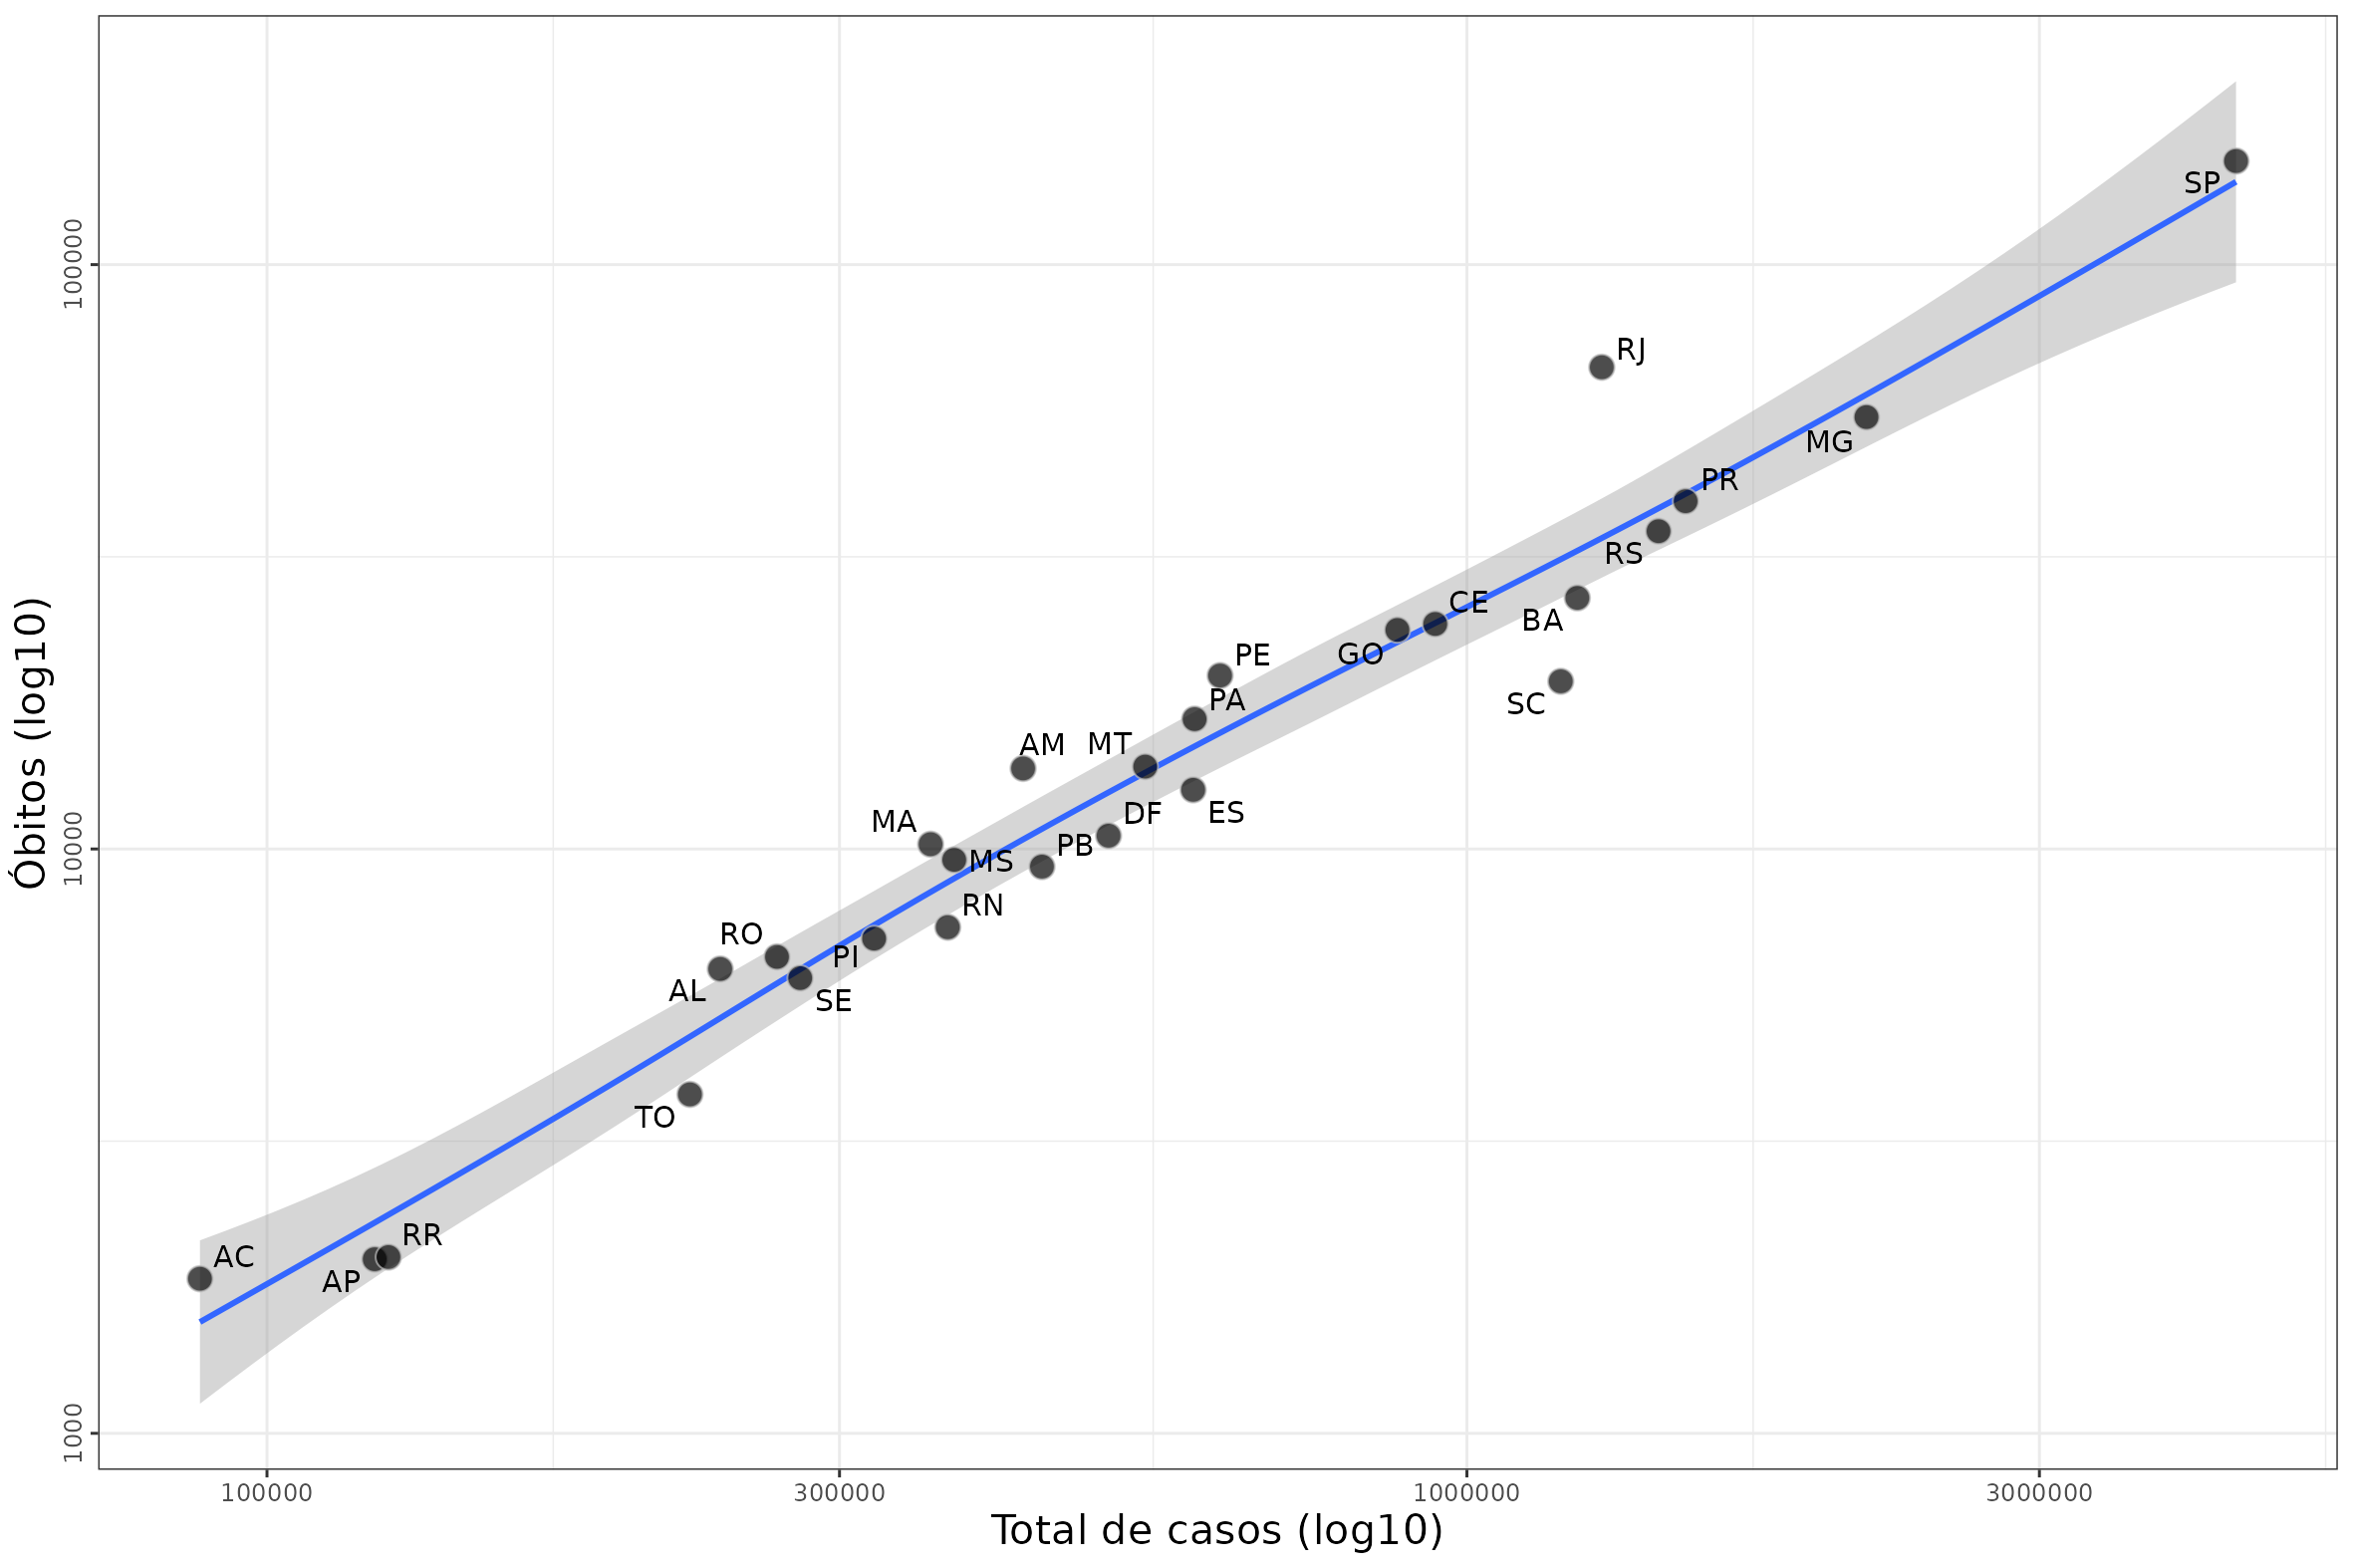 Óbitos (log10)
100000
10000
1000
SP
RJ
MG
PR
RS
CE
BA
GO
PE
SC
PA
AM
MT
ES
DF
MA
PB
MS
RN
RO
PI
AL
SE
TO
RR
AC
AP
100000
300000
1000000
3000000
Total de casos (log10)